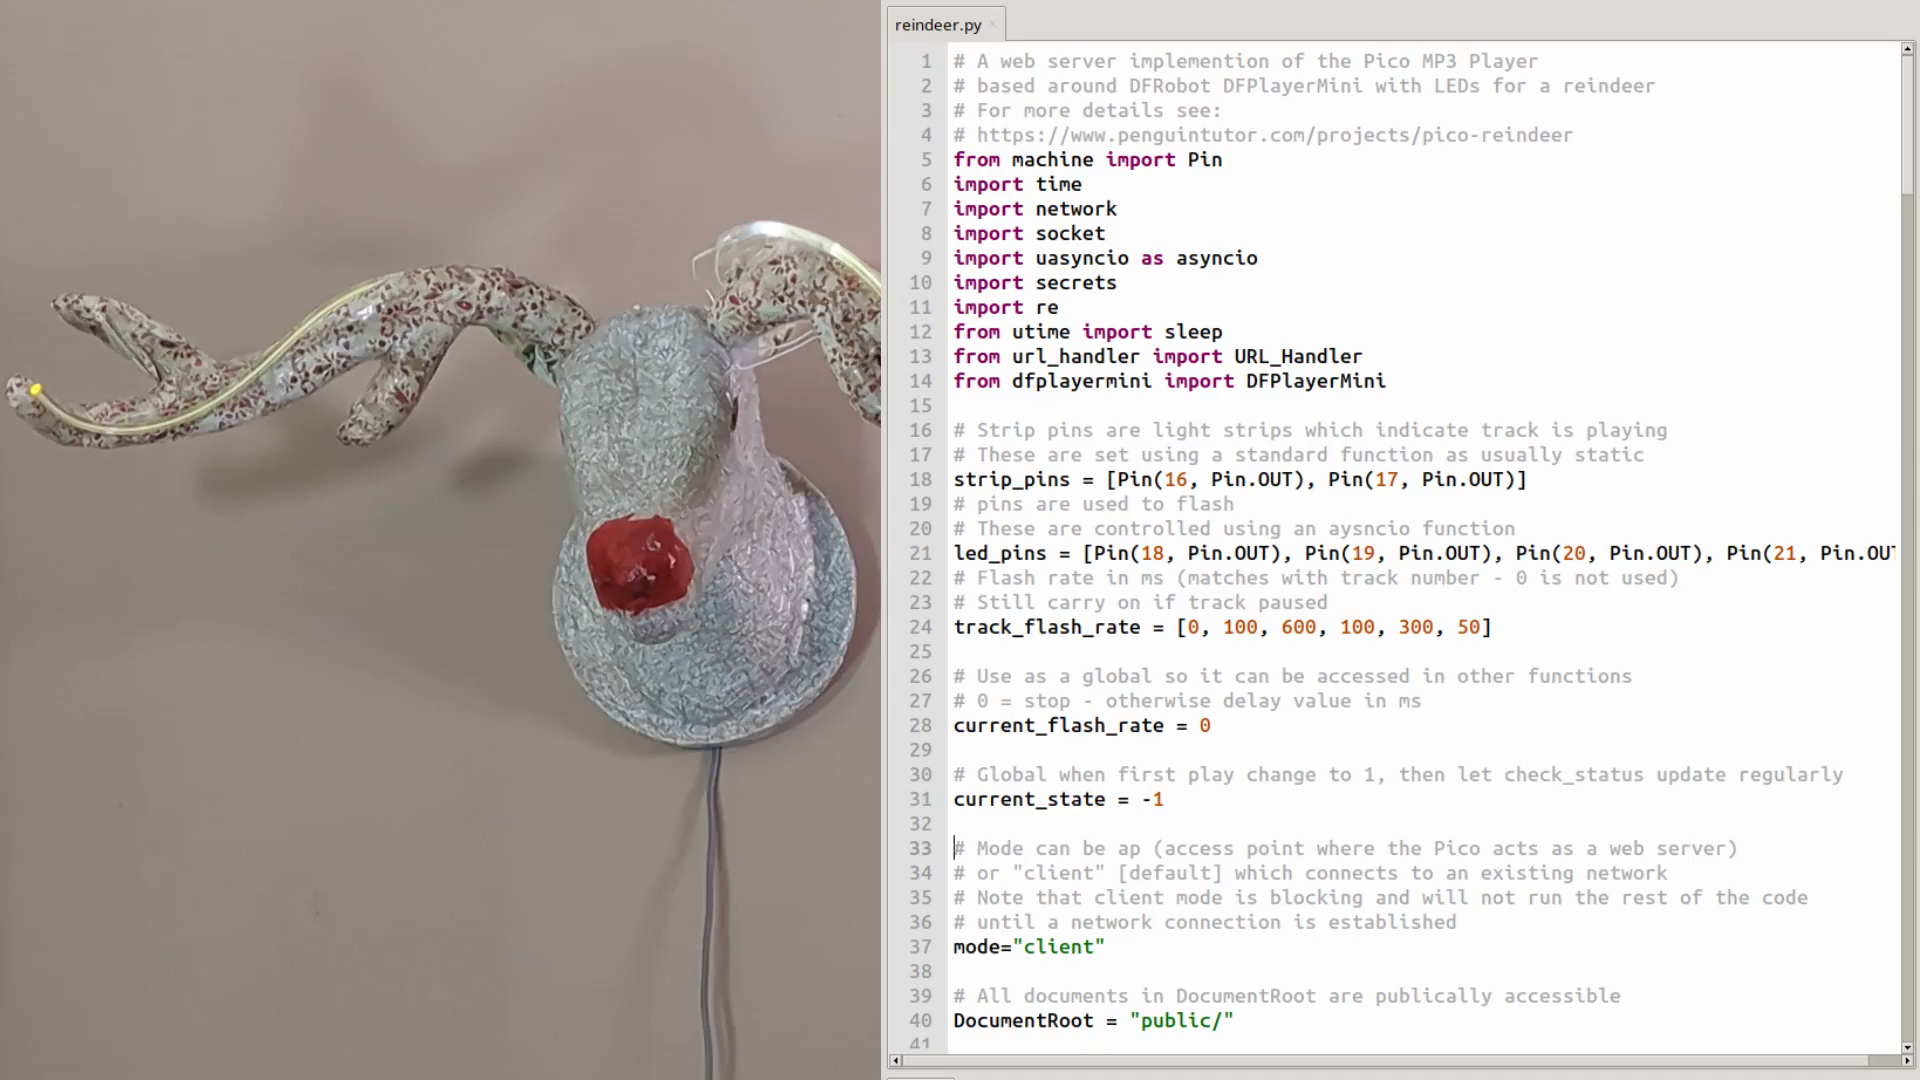 reindeer.py
1 # A web server implemention of the Pico MP3 Player
2 # based around DFRobot DFPlayerMini with LEDs for a reindeer
3 # For more details see:
4 # https://www.penguintutor.com/projects/pico-reindeer
5 from machine import Pin
6 import time
7 import network
8 import socket
9 import uasyncio as asyncio
10 import secrets
11 import re
12 from utime import sleep
13 from url_handler import URL_Handler
14 from dfplayermini import DFPlayerMini
15
16 # Strip pins are light strips which indicate track is playing
17 # These are set using a standard function as usually static
18 strip_pins = [Pin(16, Pin.OUT), Pin(17, Pin.OUT)]
19 # pins are used to flash
20 # These are controlled using an aysncio function
21 led_pins = [Pin(18, Pin.OUT), Pin(19, Pin.OUT), Pin(20, Pin.OUT), Pin(21, Pin.OUT
22 # Flash rate in ms (matches with track number - 0 is not used)
23 # Still carry on if track paused
24 track_flash_rate = [0, 100, 600, 100, 300, 50]
25
26 # Use as a global so it can be accessed in other functions
27 # 0 = stop - otherwise delay value in ms
28 current_flash_rate = 0
29
30 # Global when first play change to 1, then let check_status update regularly
31 current_state = -1
32
33 # Mode can be ap (access point where the Pico acts as a web server)
34 # or "client" [default] which connects to an existing network
35 # Note that client mode is blocking and will not run the rest of the code
36 # until a network connection is established
37 mode="client"
38
39 # All documents in DocumentRoot are publically accessible
40 DocumentRoot = "public/"
41